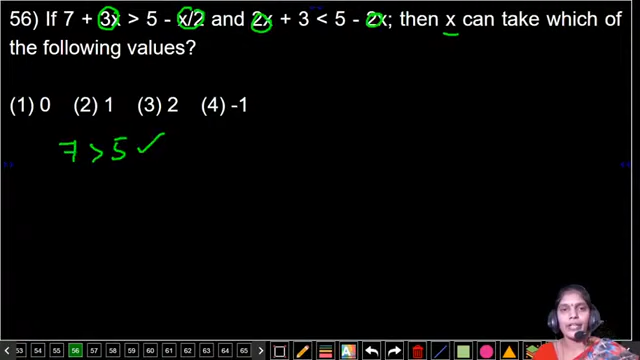 56) If 7 + 3x > 5 - x/2 and 2x + 3 < 5 - 2x; then x can take which of
the following values?
(1) 0 (2) 1 (3) 2 (4) -1
7 > 5 ✓
53 54 55 56 57 58 59 60 61 62 63 64 65